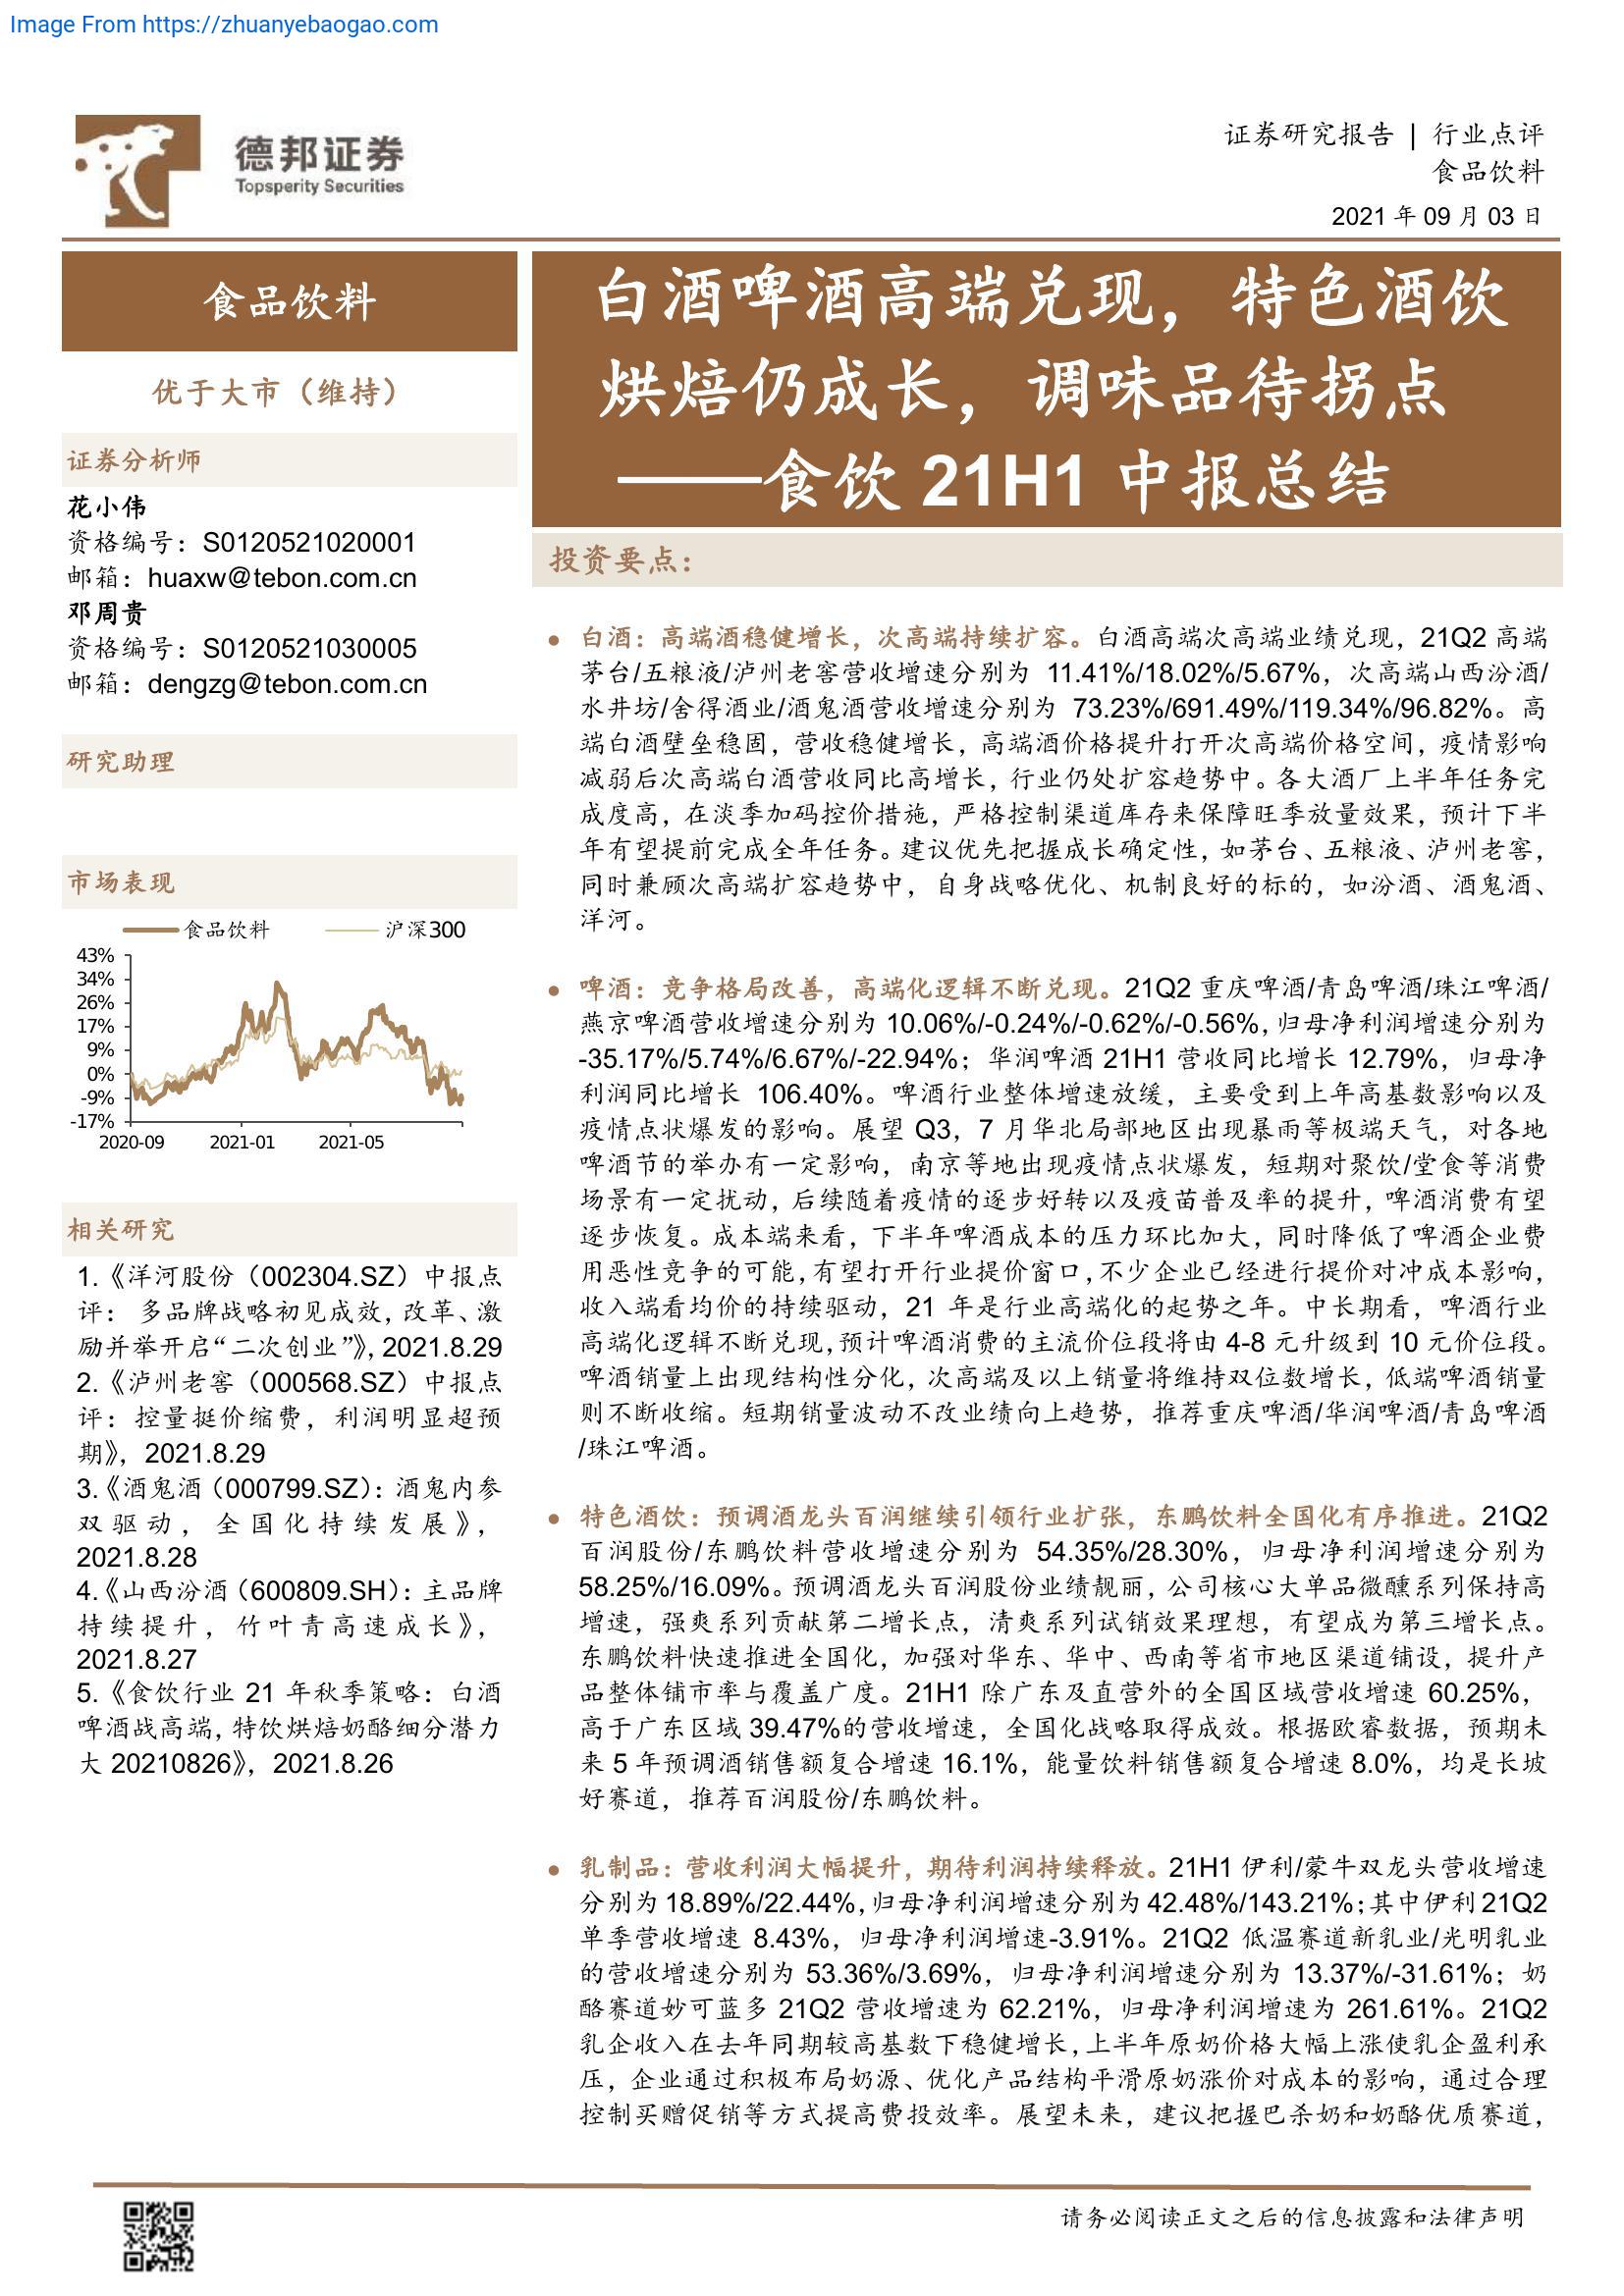 Image From https://zhuanyebaogao.com
德邦证券
Topsperity Securities
证券研究报告 | 行业点评
食品饮料
2021 年 09 月 03 日
食品饮料
优于大市（维持）
证券分析师
花小伟
资格编号：S0120521020001
邮箱：huaxw@tebon.com.cn
邓周贵
资格编号：S0120521030005
邮箱：dengzg@tebon.com.cn
研究助理
市场表现
食品饮料 沪深300
43%
34%
26%
17%
9%
0%
-9%
-17%
2020-09 2021-01 2021-05
相关研究
1.《洋河股份（002304.SZ）中报点
评： 多品牌战略初见成效，改革、激
励并举开启“二次创业”》，2021.8.29
2.《泸州老窖（000568.SZ）中报点
评：控量挺价缩费，利润明显超预
期》，2021.8.29
3.《酒鬼酒（000799.SZ）：酒鬼内参
双驱动，全国化持续发展》，
2021.8.28
4.《山西汾酒（600809.SH）：主品牌
持续提升，竹叶青高速成长》，
2021.8.27
5.《食饮行业 21 年秋季策略：白酒
啤酒战高端，特饮烘焙奶酪细分潜力
大 20210826》，2021.8.26
白酒啤酒高端兑现，特色酒饮
烘焙仍成长，调味品待拐点
——食饮 21H1 中报总结
投资要点：
● 白酒：高端酒稳健增长，次高端持续扩容。白酒高端次高端业绩兑现，21Q2 高端
茅台/五粮液/泸州老窖营收增速分别为 11.41%/18.02%/5.67%，次高端山西汾酒/
水井坊/舍得酒业/酒鬼酒营收增速分别为 73.23%/691.49%/119.34%/96.82%。高
端白酒壁垒稳固，营收稳健增长，高端酒价格提升打开次高端价格空间，疫情影响
减弱后次高端白酒营收同比高增长，行业仍处扩容趋势中。各大酒厂上半年任务完
成度高，在淡季加码控价措施，严格控制渠道库存来保障旺季放量效果，预计下半
年有望提前完成全年任务。建议优先把握成长确定性，如茅台、五粮液、泸州老窖，
同时兼顾次高端扩容趋势中，自身战略优化、机制良好的标的，如汾酒、酒鬼酒、
洋河。
● 啤酒：竞争格局改善，高端化逻辑不断兑现。21Q2 重庆啤酒/青岛啤酒/珠江啤酒/
燕京啤酒营收增速分别为 10.06%/-0.24%/-0.62%/-0.56%，归母净利润增速分别为
-35.17%/5.74%/6.67%/-22.94%；华润啤酒 21H1 营收同比增长 12.79%，归母净
利润同比增长 106.40%。啤酒行业整体增速放缓，主要受到上年高基数影响以及
疫情点状爆发的影响。展望 Q3，7 月华北局部地区出现暴雨等极端天气，对各地
啤酒节的举办有一定影响，南京等地出现疫情点状爆发，短期对聚饮/堂食等消费
场景有一定扰动，后续随着疫情的逐步好转以及疫苗普及率的提升，啤酒消费有望
逐步恢复。成本端来看，下半年啤酒成本的压力环比加大，同时降低了啤酒企业费
用恶性竞争的可能，有望打开行业提价窗口，不少企业已经进行提价对冲成本影响，
收入端看均价的持续驱动，21 年是行业高端化的起势之年。中长期看，啤酒行业
高端化逻辑不断兑现，预计啤酒消费的主流价位段将由 4-8 元升级到 10 元价位段。
啤酒销量上出现结构性分化，次高端及以上销量将维持双位数增长，低端啤酒销量
则不断收缩。短期销量波动不改业绩向上趋势，推荐重庆啤酒/华润啤酒/青岛啤酒
/珠江啤酒。
● 特色酒饮：预调酒龙头百润继续引领行业扩张，东鹏饮料全国化有序推进。21Q2
百润股份/东鹏饮料营收增速分别为 54.35%/28.30%，归母净利润增速分别为
58.25%/16.09%。预调酒龙头百润股份业绩靓丽，公司核心大单品微醺系列保持高
增速，强爽系列贡献第二增长点，清爽系列试销效果理想，有望成为第三增长点。
东鹏饮料快速推进全国化，加强对华东、华中、西南等省市地区渠道铺设，提升产
品整体铺市率与覆盖广度。21H1 除广东及直营外的全国区域营收增速 60.25%，
高于广东区域 39.47%的营收增速，全国化战略取得成效。根据欧睿数据，预期未
来 5 年预调酒销售额复合增速 16.1%，能量饮料销售额复合增速 8.0%，均是长坡
好赛道，推荐百润股份/东鹏饮料。
● 乳制品：营收利润大幅提升，期待利润持续释放。21H1 伊利/蒙牛双龙头营收增速
分别为 18.89%/22.44%，归母净利润增速分别为 42.48%/143.21%；其中伊利 21Q2
单季营收增速 8.43%，归母净利润增速-3.91%。21Q2 低温赛道新乳业/光明乳业
的营收增速分别为 53.36%/3.69%，归母净利润增速分别为 13.37%/-31.61%；奶
酪赛道妙可蓝多 21Q2 营收增速为 62.21%，归母净利润增速为 261.61%。21Q2
乳企收入在去年同期较高基数下稳健增长，上半年原奶价格大幅上涨使乳企盈利承
压，企业通过积极布局奶源、优化产品结构平滑原奶涨价对成本的影响，通过合理
控制买赠促销等方式提高费投效率。展望未来，建议把握巴杀奶和奶酪优质赛道，
请务必阅读正文之后的信息披露和法律声明